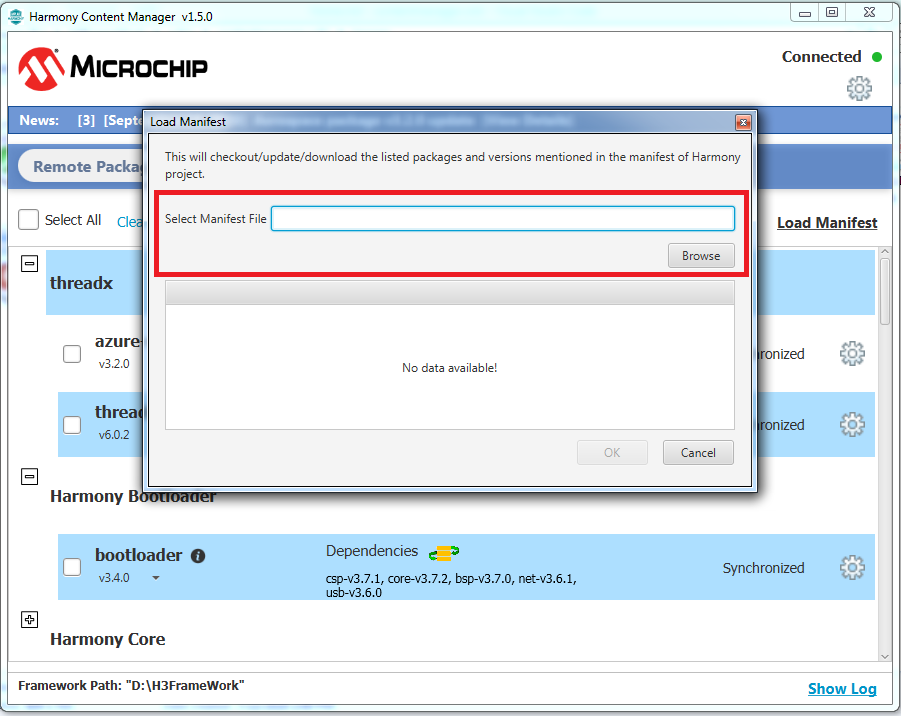 Harmony Content Manager v1.5.0
MICROCHIP
Connected
News: [3] [Septe
Load Manifest
This will checkout/update/download the listed packages and versions mentioned in the manifest of Harmony
project.
Remote Packa
Select All Clea
Load Manifest
Select Manifest File
Browse
threadx
azure-
v3.2.0
ronized
No data available!
threa
v6.0.2
ronized
OK Cancel
Harmony Bootloader
bootloader
v3.4.0
Dependencies
csp-v3.7.1, core-v3.7.2, bsp-v3.7.0, net-v3.6.1,
usb-v3.6.0
Synchronized
Harmony Core
Framework Path: "D:\H3FrameWork"
Show Log